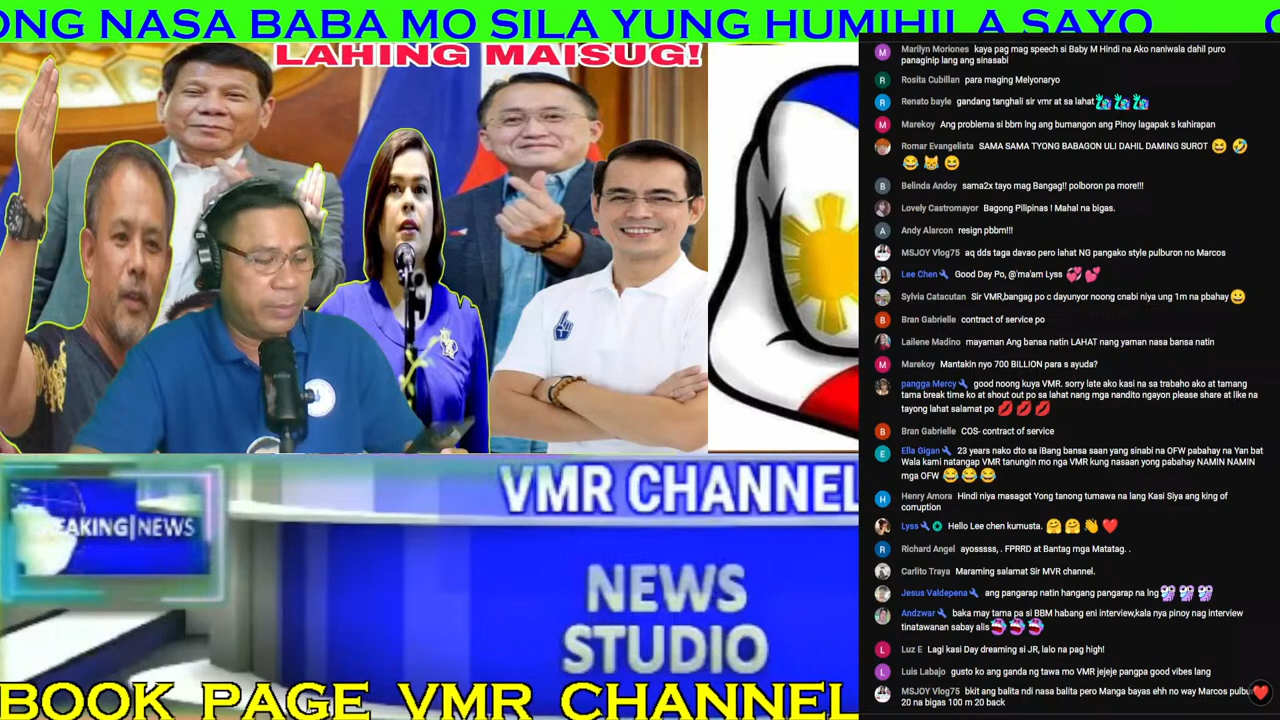 ONG NASA BABA MO SILA YUNG HUMIHILA SAYO
LAHING MAISUG!
VMR CHANNEL
BREAKING|NEWS
NEWS
STUDIO
BOOK PAGE VMR CHANNEL
Marilyn Moriones kaya pag mag speech si Baby M Hindi na Ako naniwala dahil puro
panaginip lang ang sinasabi
Rosita Cubillan para maging Melyonaryo
Renato bayle gandang tanghali sir vmr at sa lahat
Marekoy Ang problema si bbm lng ang bumangon ang Pinoy lagapak s kahirapan
Romar Evangelista SAMA SAMA TYONG BABAGON ULI DAHIL DAMING SUROT 😆 🤣
😂 😹 😆
Belinda Andoy sama2x tayo mag Bangag!! polboron pa more!!!
Lovely Castromayor Bagong Pilipinas ! Mahal na bigas.
Andy Alarcon resign pbbm!!!
MSJOY Vlog75 aq dds taga davao pero lahat NG pangako style pulburon no Marcos
Lee Chen Good Day Po, @'ma'am Lyss 💞 💕
Sylvia Catacutan Sir VMR,bangag po c dayunyor noong cnabi niya ung 1m na pbahay 😀
Bran Gabrielle contract of service po
Lailene Madino mayaman Ang bansa natin LAHAT nang yaman nasa bansa natin
Marekoy Mantakin nyo 700 BILLION para s ayuda?
pangga Mercy good noong kuya VMR. sorry late ako kasi na sa trabaho ako at tamang
tama break time ko at shout out po sa lahat nang mga nandito ngayon please share at like na
tayong lahat salamat po 💋 💋 💋
Bran Gabrielle COS- contract of service
Ella Gigan 23 years nako dto sa iBang bansa saan yang sinabi na OFW pabahay na Yan bat
Wala kami natangap VMR tanungin mo nga VMR kung nasaan yong pabahay NAMIN NAMIN
mga OFW 😂 😂 😂
Henry Amora Hindi niya masagot Yong tanong tumawa na lang Kasi Siya ang king of
corruption
Lyss Hello Lee chen kumusta. 🤗 🤗 👋 ❤️
Richard Angel ayosssss, . FPRRD at Bantag mga Matatag. .
Carlito Traya Maraming salamat Sir MVR channel.
Jesus Valdepena ang pangarap natin hangang pangarap na lng
Andzwar baka may tama pa si BBM habang eni interview,kala nya pinoy nag interview
tinatawanan sabay alis
Luz E Lagi kasi Day dreaming si JR, lalo na pag high!
Luis Labajo gusto ko ang ganda ng tawa mo VMR jejeje pangpa good vibes lang
MSJOY Vlog75 bkit ang balita ndi nasa balita pero Manga bayas ehh no way Marcos
20 na bigas 100 m 20 back